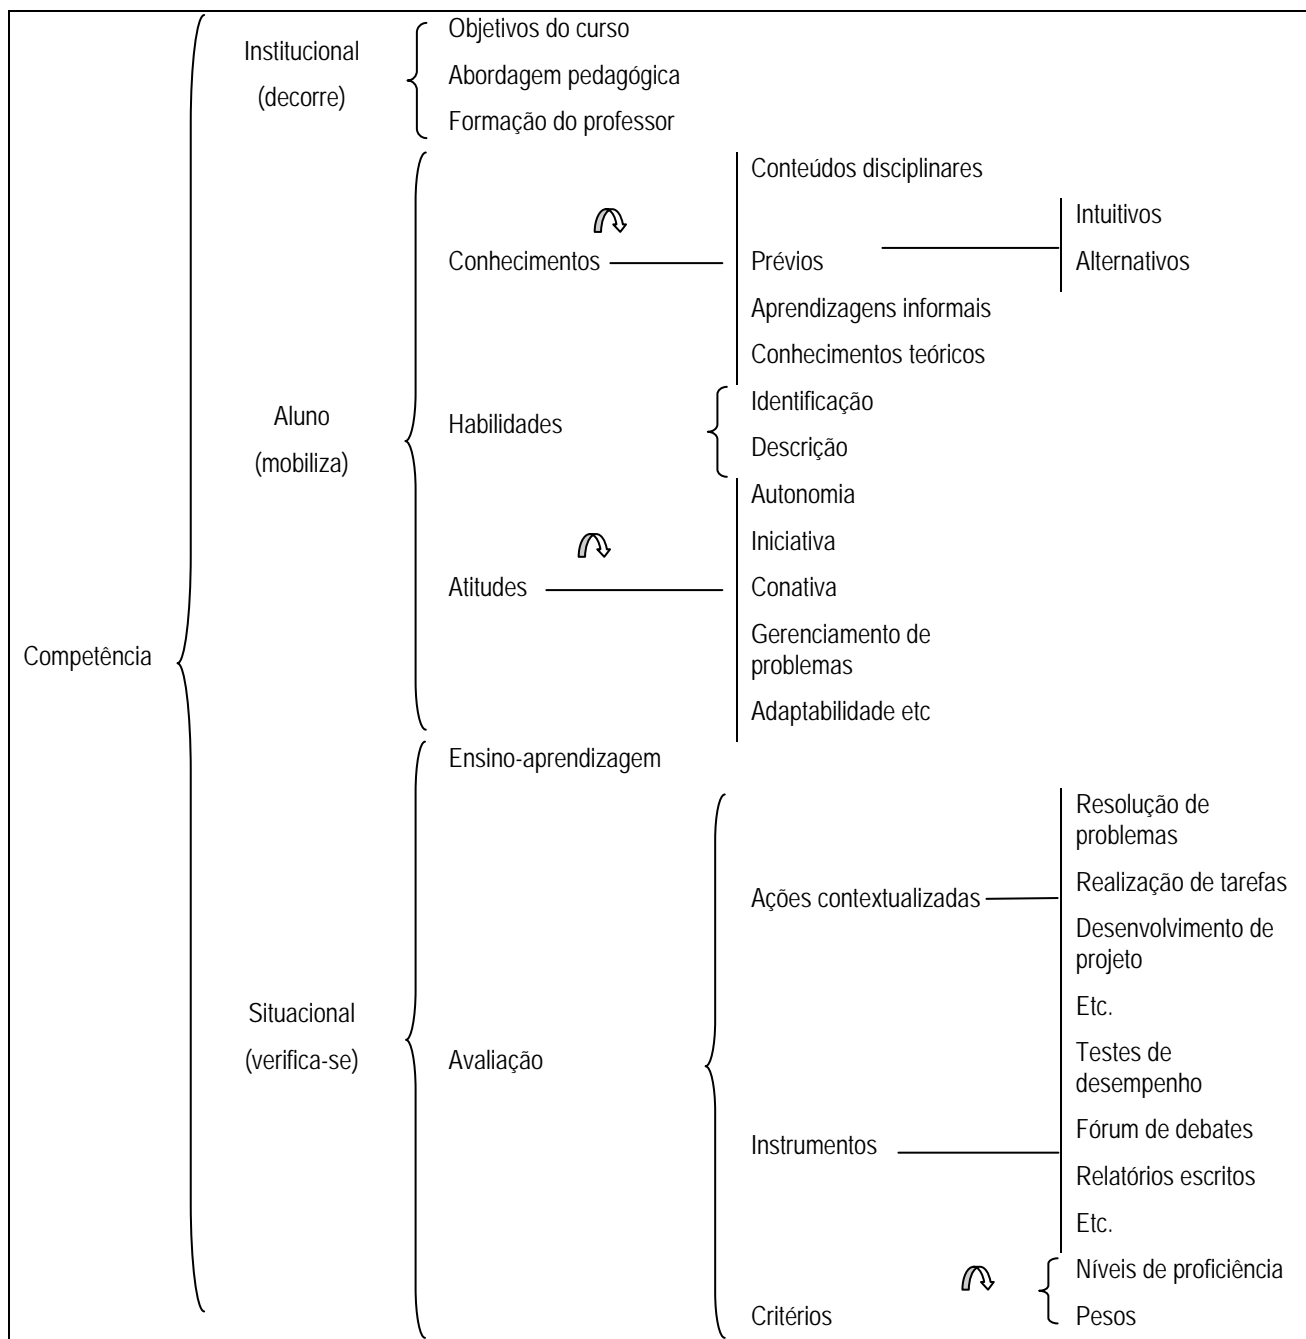 Objetivos do curso
Institucional
Abordagem pedagógica
(decorre)
Formação do professor
Conteúdos disciplinares
Intuitivos
Conhecimentos
Prévios
Alternativos
Aprendizagens informais
Conhecimentos teóricos
Identificação
Aluno
Habilidades
Descrição
(mobiliza)
Autonomia
Iniciativa
Atitudes
Conativa
Gerenciamento de
problemas
Competência
Adaptabilidade etc
Ensino-aprendizagem
Resolução de
problemas
Ações contextualizadas
Realização de tarefas
Desenvolvimento de
projeto
Etc.
Situacional
(verifica-se)
Avaliação
Testes de
desempenho
Fórum de debates
Instrumentos
Relatórios escritos
Etc.
Níveis de proficiência
Critérios
Pesos